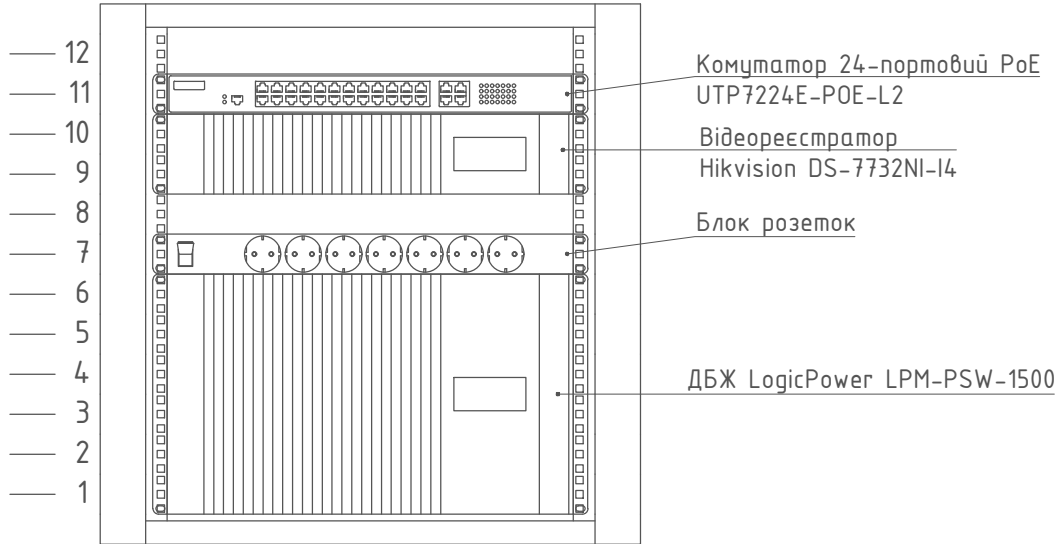 12
11
10
9
8
7
6
5
4
3
2
1
Комутатор 24-портовий PoE
UTP7224E-POE-L2
Відеореєстратор
Hikvision DS-7732NI-I4
Блок розеток
ДБЖ LogicPower LPM-PSW-1500